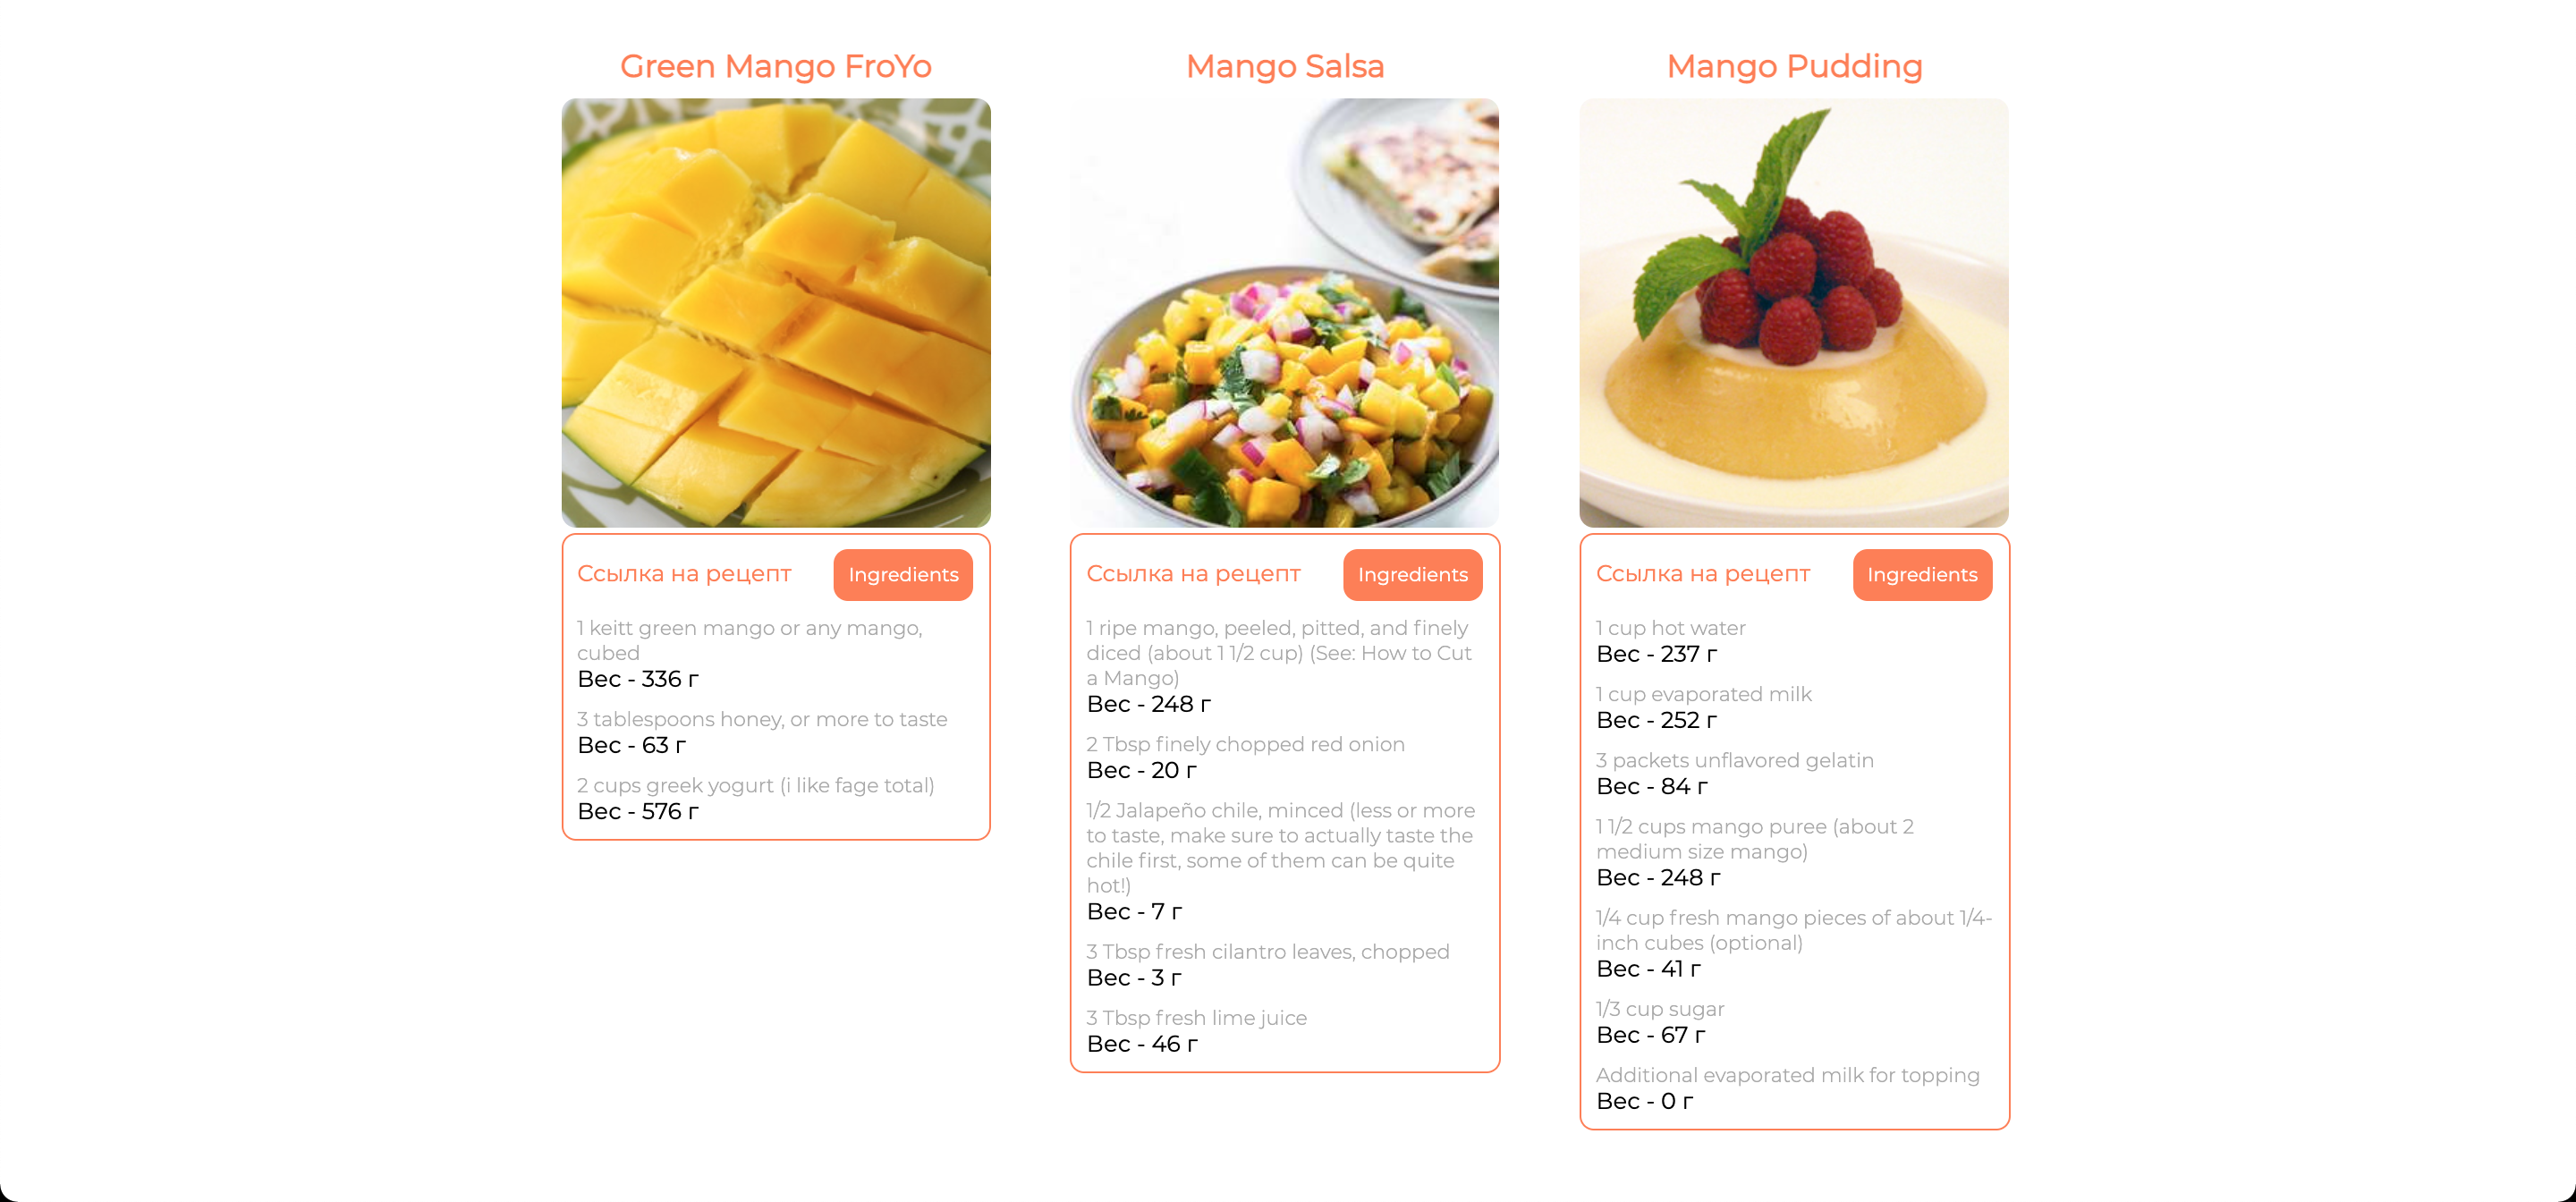 Green Mango FroYo
Ссылка на рецепт
Ingredients
1 keitt green mango or any mango,
cubed
Вес - 336 г
3 tablespoons honey, or more to taste
Вес - 63 г
2 cups greek yogurt (i like fage total)
Вес - 576 г
Mango Salsa
Ссылка на рецепт
Ingredients
1 ripe mango, peeled, pitted, and finely
diced (about 1 1/2 cup) (See: How to Cut
a Mango)
Вес - 248 г
2 Tbsp finely chopped red onion
Вес - 20 г
1/2 Jalapeño chile, minced (less or more
to taste, make sure to actually taste the
chile first, some of them can be quite
hot!)
Вес - 7 г
3 Tbsp fresh cilantro leaves, chopped
Вес - 3 г
3 Tbsp fresh lime juice
Вес - 46 г
Mango Pudding
Ссылка на рецепт
Ingredients
1 cup hot water
Вес - 237 г
1 cup evaporated milk
Вес - 252 г
3 packets unflavored gelatin
Вес - 84 г
1 1/2 cups mango puree (about 2
medium size mango)
Вес - 248 г
1/4 cup fresh mango pieces of about 1/4-
inch cubes (optional)
Вес - 41 г
1/3 cup sugar
Вес - 67 г
Additional evaporated milk for topping
Вес - 0 г